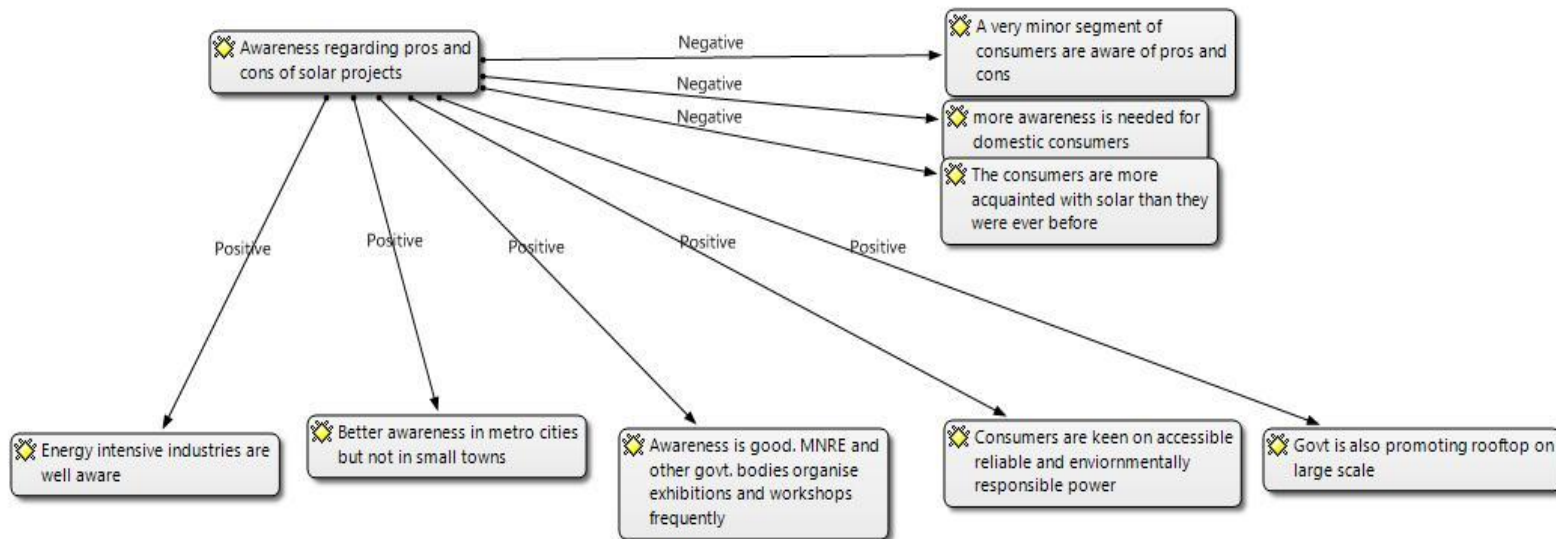 Awareness regarding pros and
cons of solar projects
Negative
Negative
Negative
A very minor segment of
consumers are aware of pros and
cons
more awareness is needed for
domestic consumers
The consumers are more
acquainted with solar than they
were ever before
Positive
Positive
Positive
Positive
Positive
Energy intensive industries are
well aware
Better awareness in metro cities
but not in small towns
Awareness is good. MNRE and
other govt. bodies organise
exhibitions and workshops
frequently
Consumers are keen on accessible
reliable and enviornmentally
responsible power
Govt is also promoting rooftop on
large scale